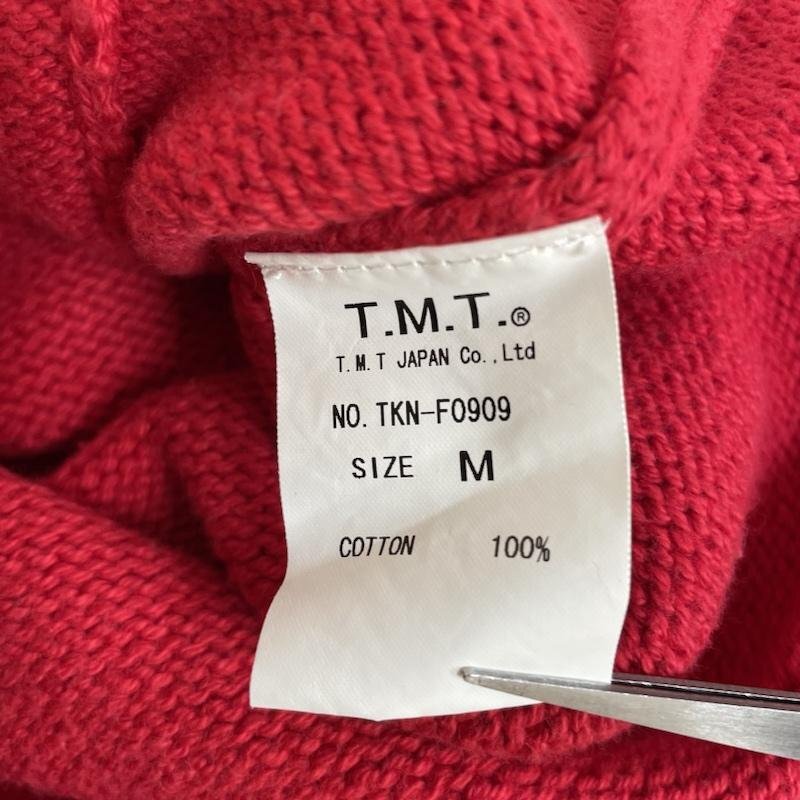 T.M.T.®
T.M.T JAPAN Co.,Ltd
NO. TKN-F0909
SIZE M
COTTON 100%